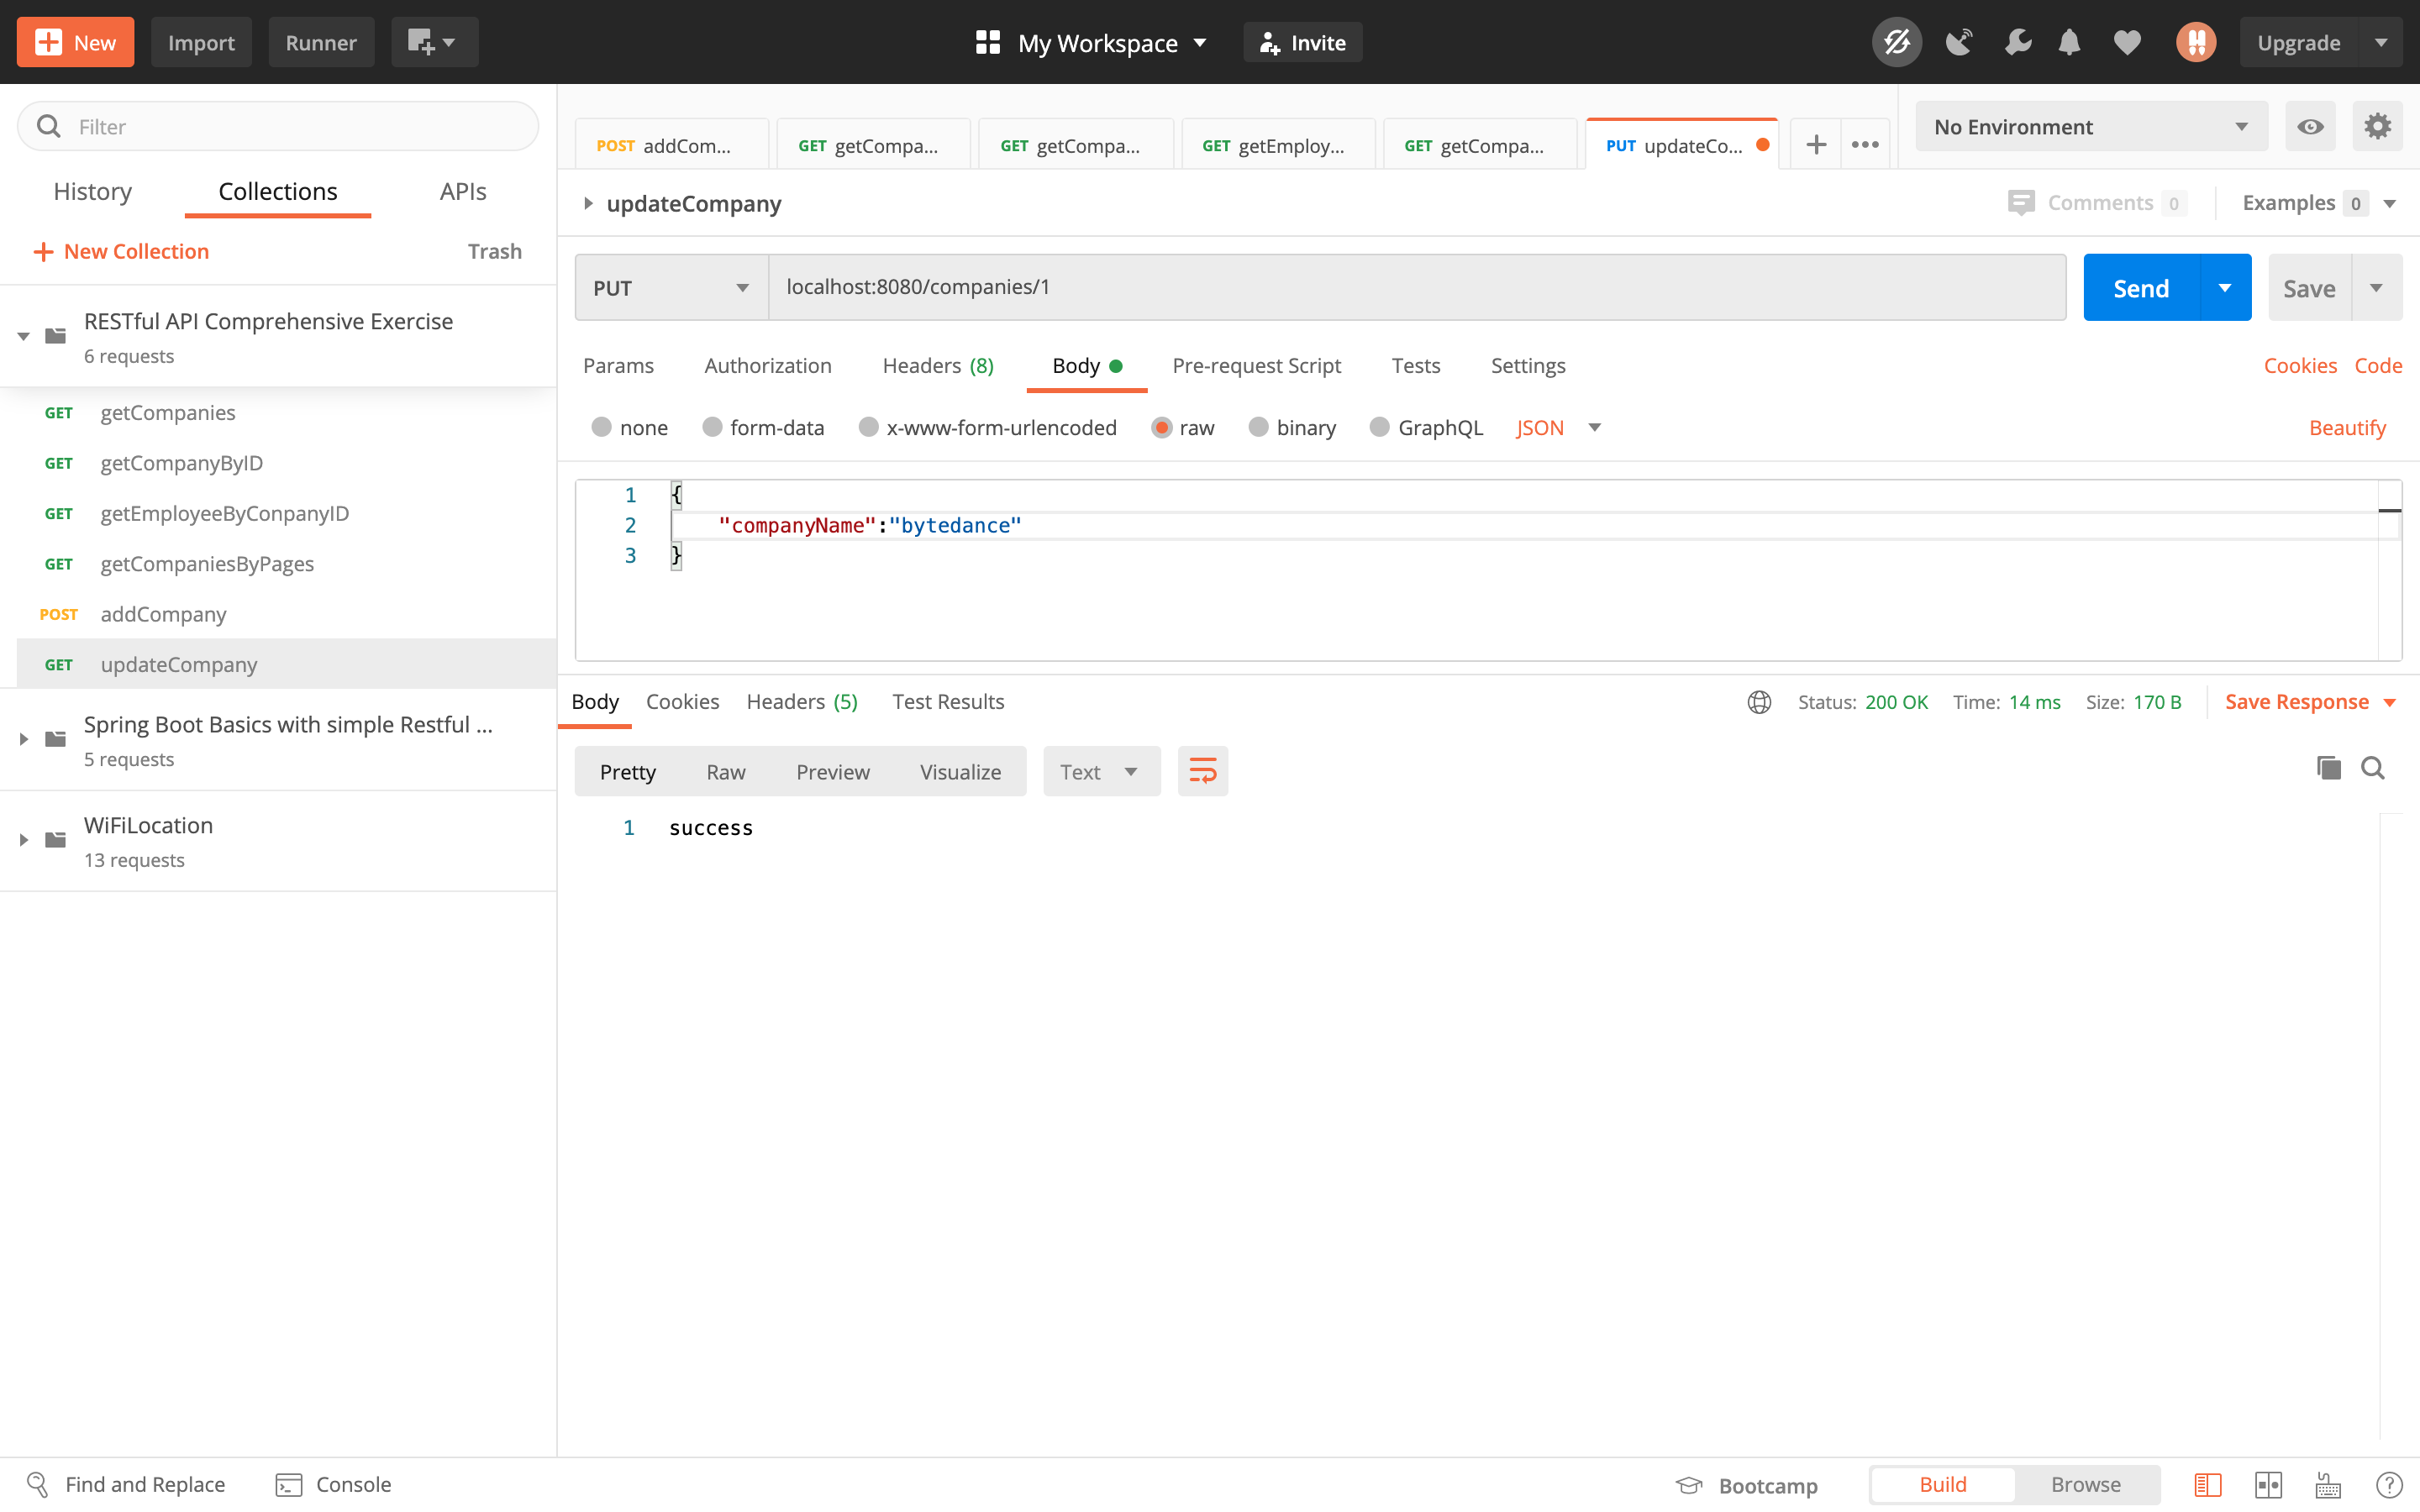 New Import Runner My Workspace Invite Upgrade
Filter
History Collections APIs
New Collection Trash
RESTful API Comprehensive Exercise
6 requests
GET getCompanies
GET getCompanyByID
GET getEmployeeByConpanyID
GET getCompaniesByPages
POST addCompany
GET updateCompany
Spring Boot Basics with simple Restful ...
5 requests
WiFiLocation
13 requests
POST addCom... GET getCompa... GET getCompa... GET getEmploy... GET getCompa... PUT updateCo... No Environment
updateCompany Comments 0 Examples 0
PUT localhost:8080/companies/1 Send Save
Params Authorization Headers (8) Body Pre-request Script Tests Settings Cookies Code
none form-data x-www-form-urlencoded raw binary GraphQL JSON Beautify
1 {
2 "companyName":"bytedance"
3 }
Body Cookies Headers (5) Test Results Status: 200 OK Time: 14 ms Size: 170 B Save Response
Pretty Raw Preview Visualize Text
1 success
Find and Replace Console Bootcamp Build Browse